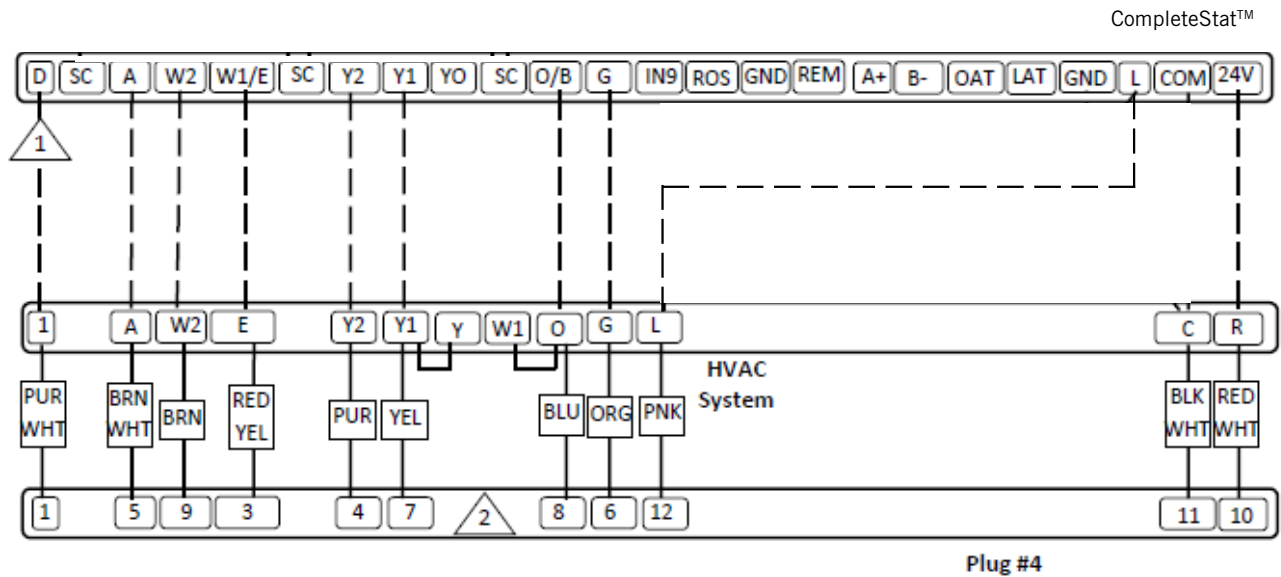 CompleteStat™
D SC A W2 W1/E SC Y2 Y1 YO SC O/B G IN9 ROS GND REM A+ B- OAT LAT GND L COM 24V
1
1 A W2 E Y2 Y1 Y W1 O G L C R
HVAC
System
PUR WHT BRN WHT BRN RED YEL PUR YEL BLU ORG PNK BLK WHT RED WHT
1 5 9 3 4 7 2 8 6 12 11 10
Plug #4